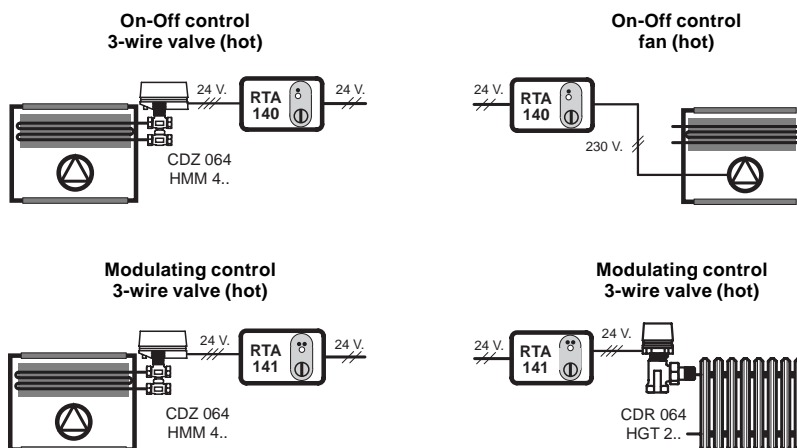 On-Off control
3-wire valve (hot)
24 V.
RTA
140
24 V.
CDZ 064
HMM 4..
On-Off control
fan (hot)
24 V.
RTA
140
230 V.
Modulating control
3-wire valve (hot)
24 V.
RTA
141
24 V.
CDZ 064
HMM 4..
Modulating control
3-wire valve (hot)
24 V.
RTA
141
24 V.
CDR 064
HGT 2..